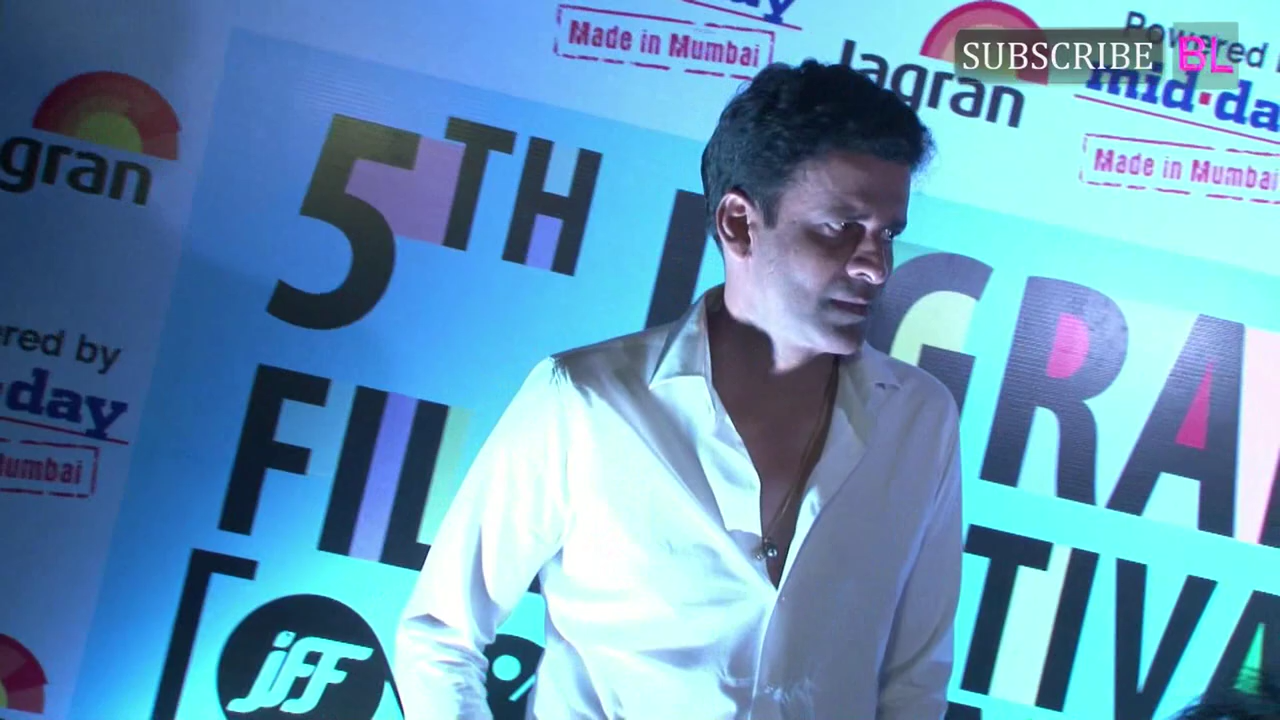 SUBSCRIBE BL
Made in Mumbai
Jagran
Powered
mid-da
Made in Mumbai
gran
5TH
GRA
ered by
day
Mumbai
FIL
TIVA
jff